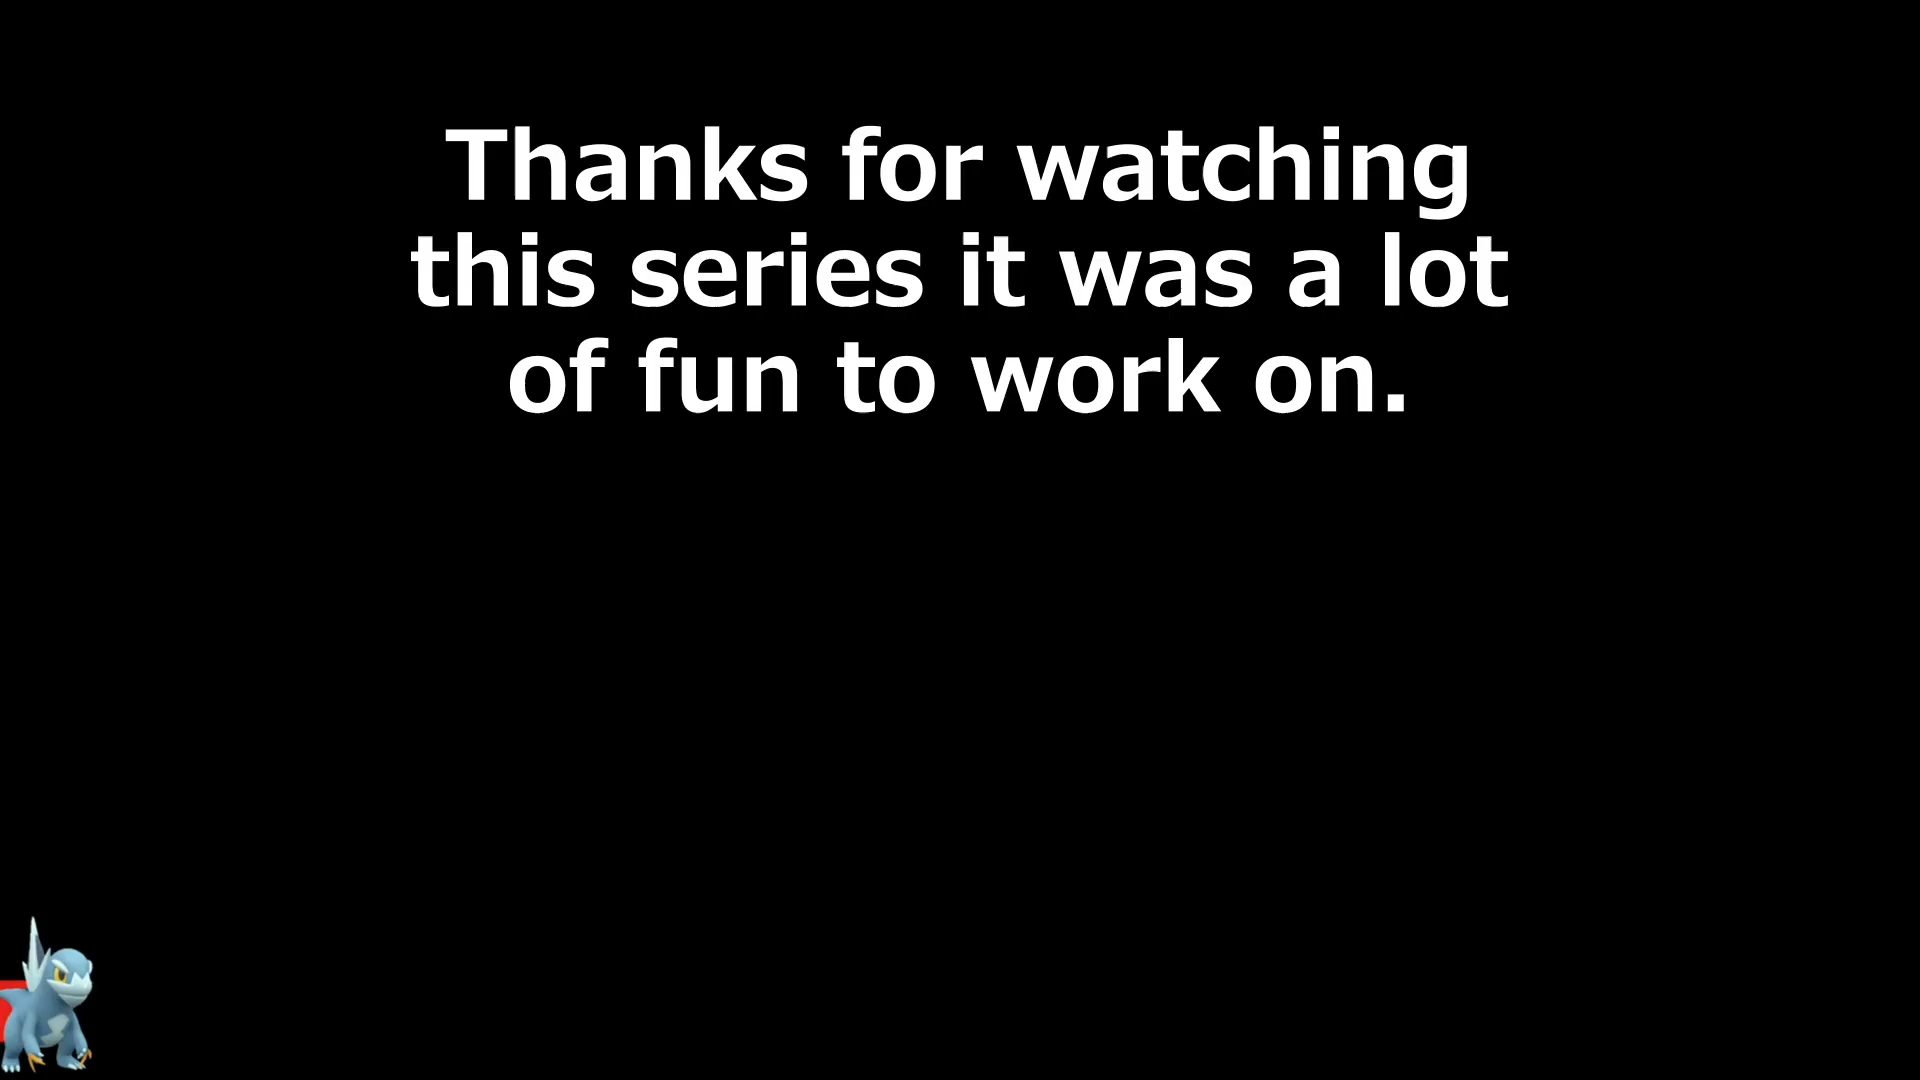 Thanks for watching
this series it was a lot
of fun to work on.